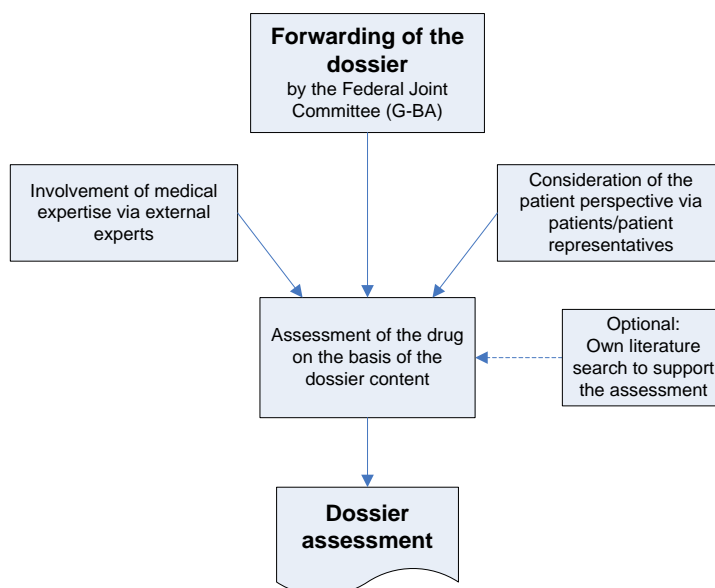 Forwarding of the
dossier
by the Federal Joint
Committee (G-BA)
Involvement of medical
expertise via external
experts
Consideration of the
patient perspective via
patients/patient
representatives
Assessment of the drug
on the basis of the
dossier content
Optional:
Own literature
search to support
the assessment
Dossier
assessment